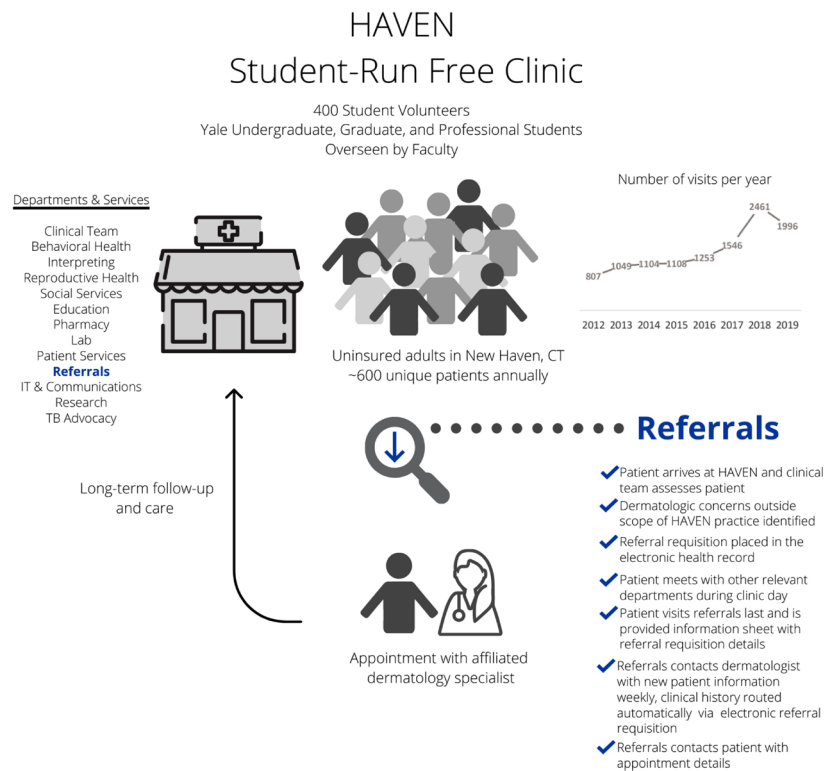 HAVEN
Student-Run Free Clinic
400 Student Volunteers
Yale Undergraduate, Graduate, and Professional Students
Overseen by Faculty
Departments & Services
Clinical Team
Behavioral Health
Interpreting
Reproductive Health
Social Services
Education
Pharmacy
Lab
Patient Services
Referrals
IT & Communications
Research
TB Advocacy
Uninsured adults in New Haven, CT
~600 unique patients annually
Number of visits per year
807
1049
1104
1108
1253
1546
2461
1996
2012 2013 2014 2015 2016 2017 2018 2019
Referrals
Patient arrives at HAVEN and clinical
team assesses patient
Dermatologic concerns outside
scope of HAVEN practice identified
Referral requisition placed in the
electronic health record
Patient meets with other relevant
departments during clinic day
Patient visits referrals last and is
provided information sheet with
referral requisition details
Referrals contacts dermatologist
with new patient information
weekly, clinical history routed
automatically via electronic referral
requisition
Referrals contacts patient with
appointment details
Appointment with affiliated
dermatology specialist
Long-term follow-up
and care